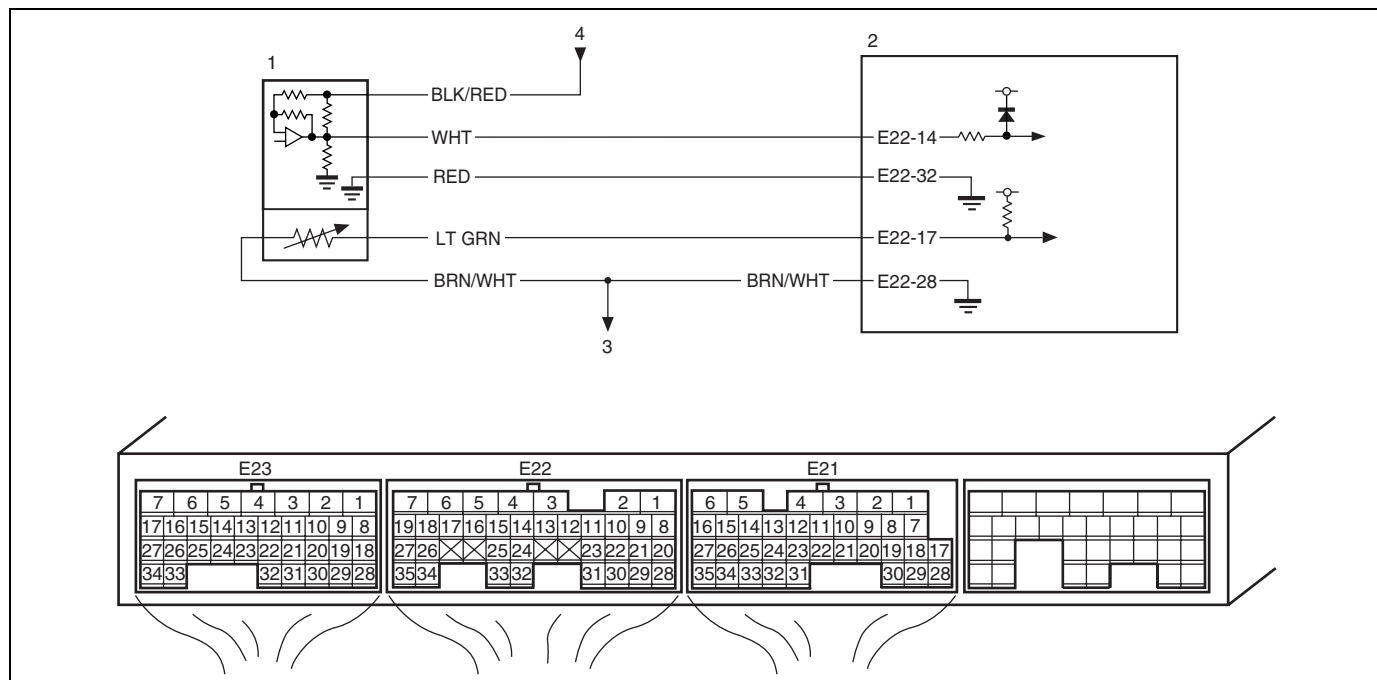 4
1
2
BLK/RED
WHT
E22-14
RED
E22-32
LT GRN
E22-17
BRN/WHT
BRN/WHT
E22-28
3
E23
E22
E21
7 6 5 4 3 2 1
7 6 5 4 3 2 1
6 5 4 3 2 1
17 16 15 14 13 12 11 10 9 8
19 18 17 16 15 14 13 12 11 10 9 8
16 15 14 13 12 11 10 9 8 7
27 26 25 24 23 22 21 20 19 18
27 26 25 24 23 22 21 20
27 26 25 24 23 22 21 20 19 18 17
34 33 32 31 30 29 28
35 34 33 32 31 30 29 28
35 34 33 32 31 30 29 28